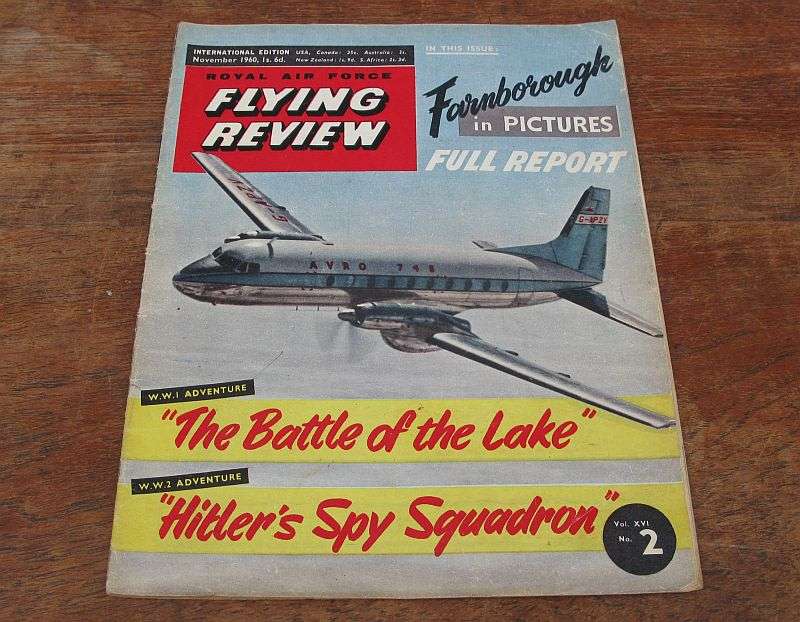 INTERNATIONAL EDITION
November 1960, 1s. 6d.
USA, Canada: 35c. Australia: 2s.
New Zealand: 1s. 9d. S. Africa: 2s. 3d.
ROYAL AIR FORCE
FLYING
REVIEW
IN THIS ISSUE:
Farnborough
in PICTURES
FULL REPORT
AVRO 748
W.W.1 ADVENTURE
"The Battle of the Lake"
W.W.2 ADVENTURE
"Hitler's Spy Squadron"
Vol. XVI
No. 2